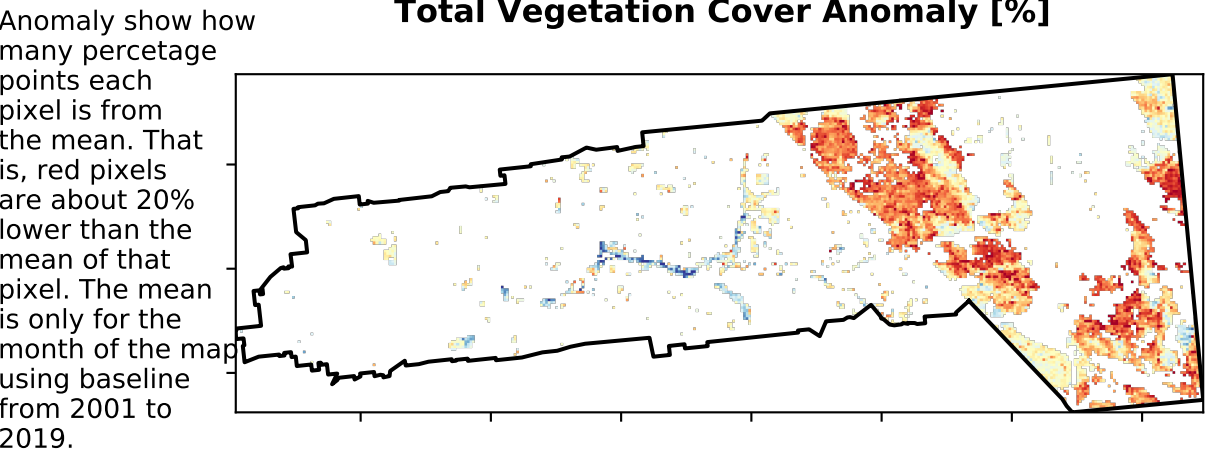 Total Vegetation Cover Anomaly [%]
Anomaly show how
many percetage
points each
pixel is from
the mean. That
is, red pixels
are about 20%
lower than the
mean of that
pixel. The mean
is only for the
month of the map
using baseline
from 2001 to
2019.